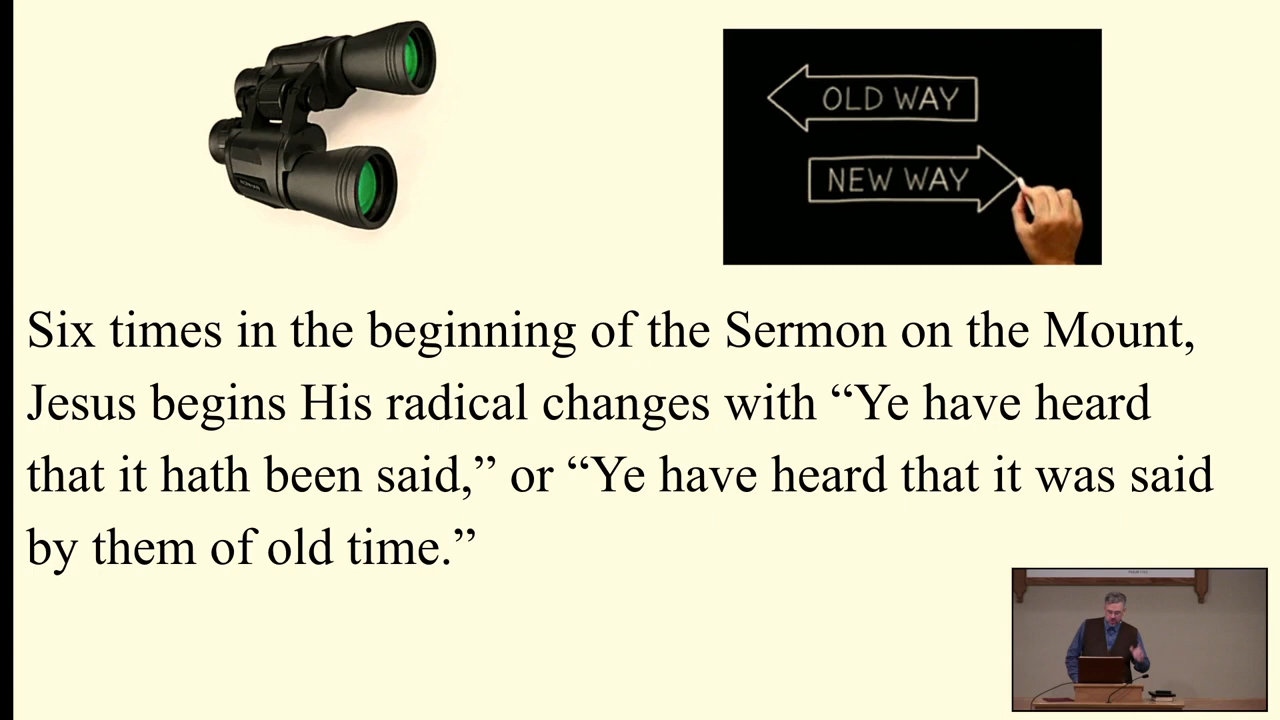 OLD WAY
NEW WAY
Six times in the beginning of the Sermon on the Mount,
Jesus begins His radical changes with “Ye have heard
that it hath been said,” or “Ye have heard that it was said
by them of old time.”